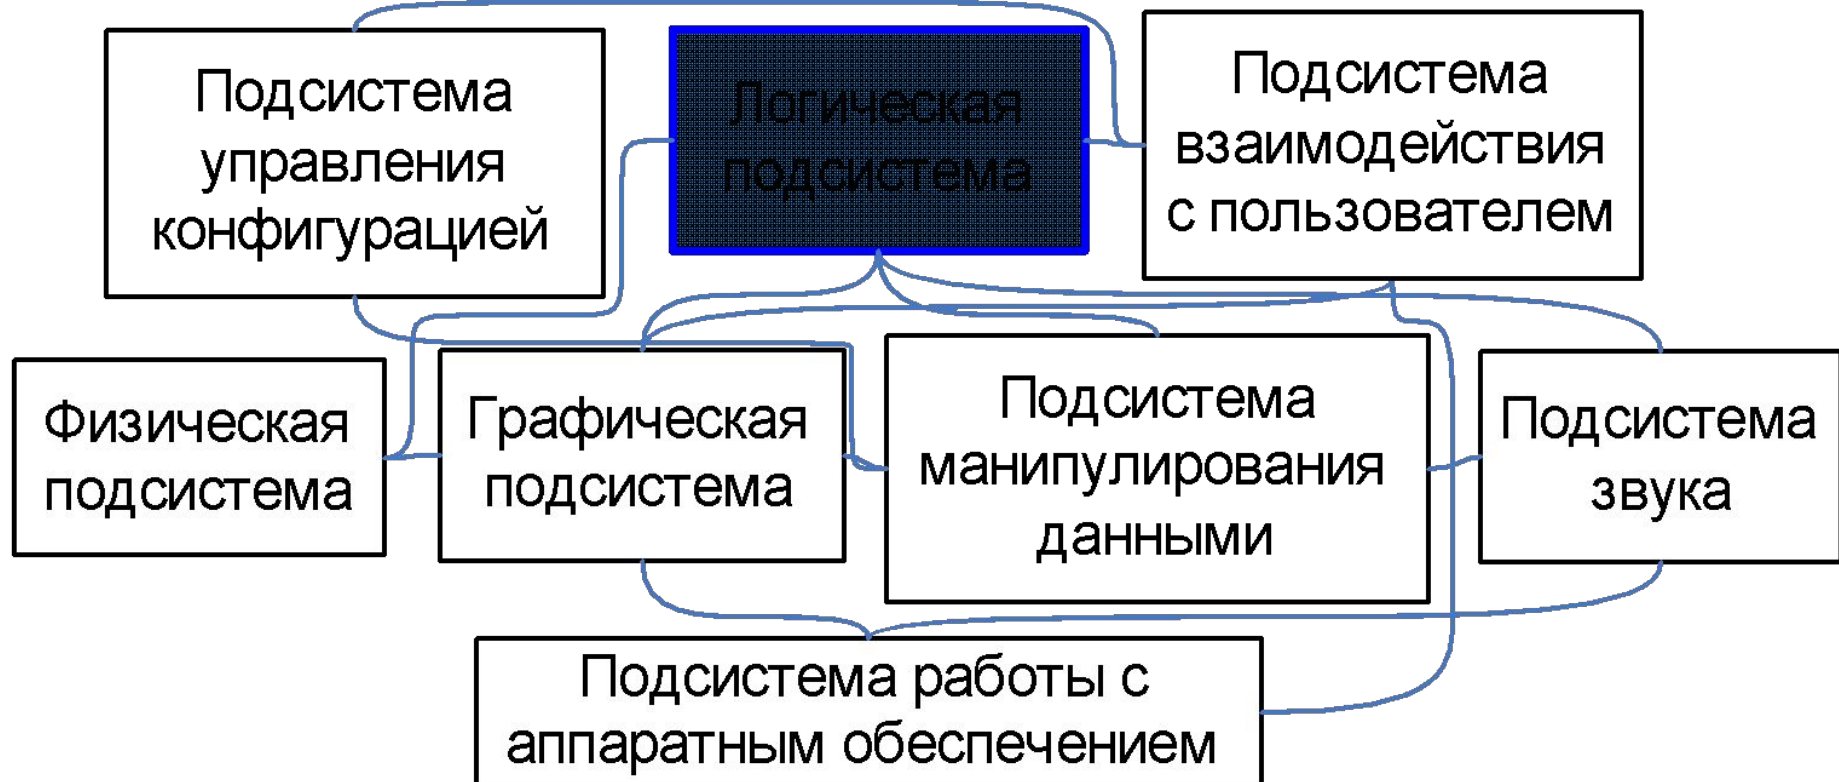 Подсистема
управления
конфигурацией
Логическая
подсистема
Подсистема
взаимодействия
с пользователем
Физическая
подсистема
Графическая
подсистема
Подсистема
манипулирования
данными
Подсистема
звука
Подсистема работы с
аппаратным обеспечением